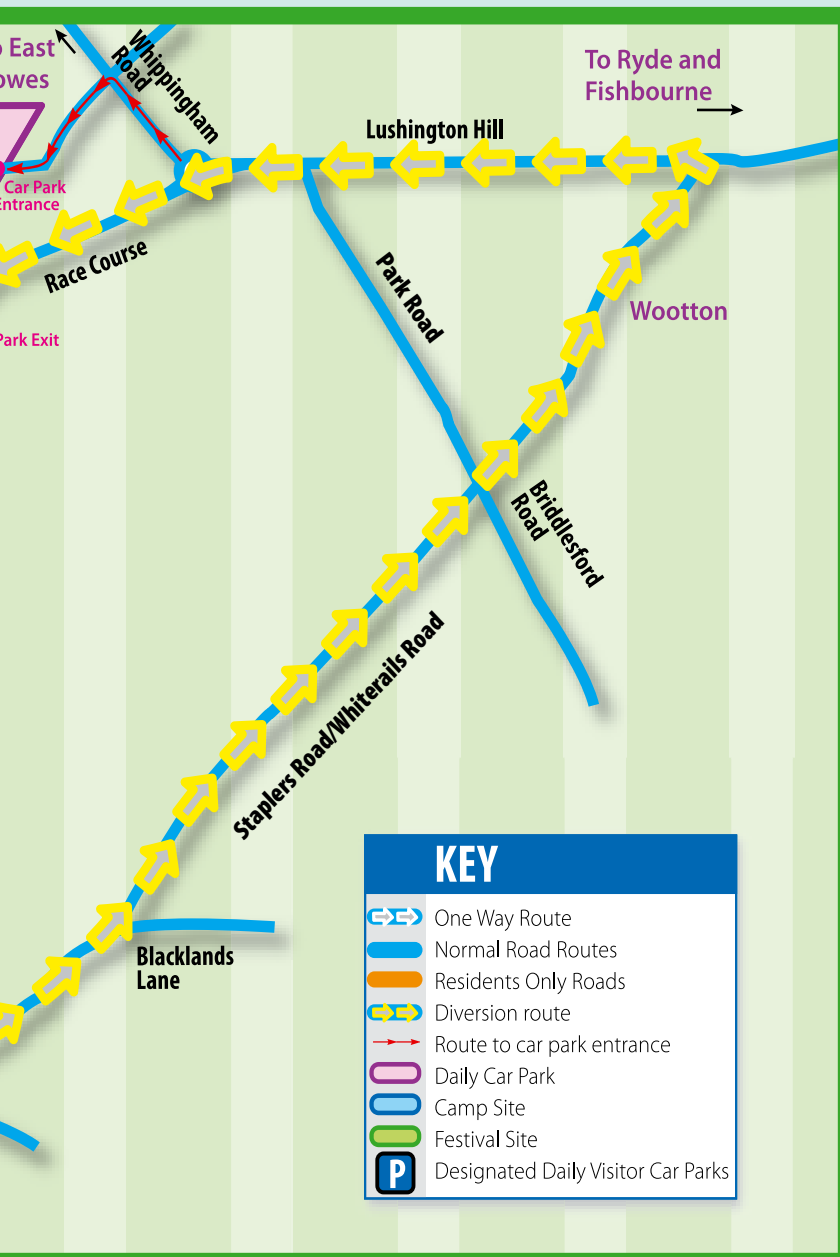 East
Whippingham
Road
To Ryde and
Fishbourne
Lushington Hill
Car Park
Entrance
Race Course
Park Road
Wootton
Park Exit
Briddlesford
Road
Staplers Road/Whiterails Road
Blacklands
Lane
KEY
One Way Route
Normal Road Routes
Residents Only Roads
Diversion route
Route to car park entrance
Daily Car Park
Camp Site
Festival Site
P Designated Daily Visitor Car Parks